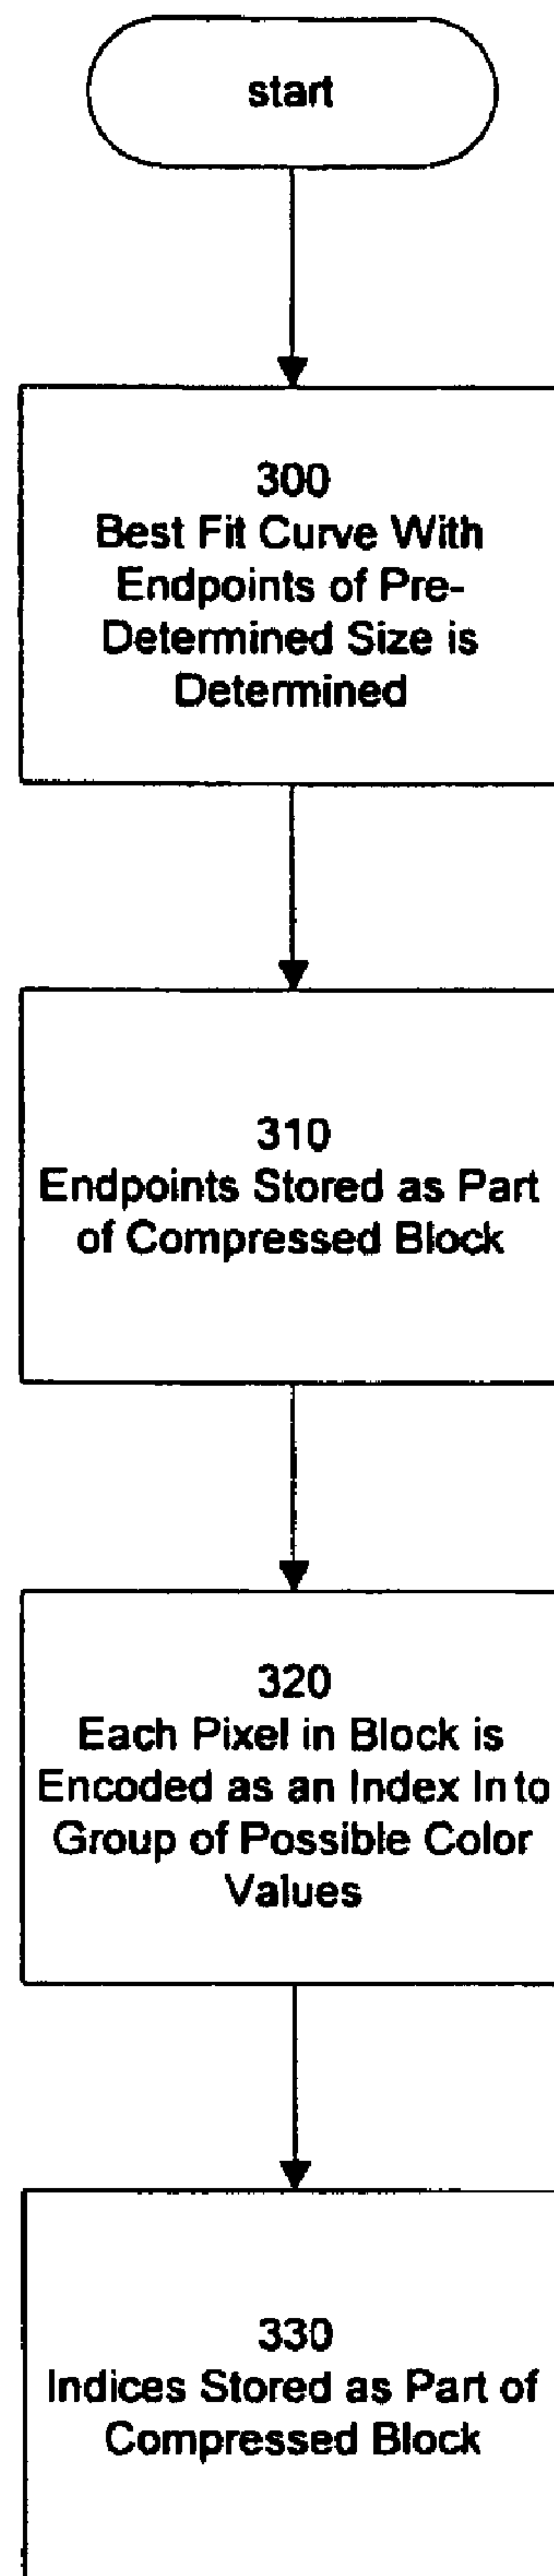 start
300
Best Fit Curve With
Endpoints of Pre-
Determined Size is
Determined
310
Endpoints Stored as Part
of Compressed Block
320
Each Pixel in Block is
Encoded as an Index Into
Group of Possible Color
Values
330
Indices Stored as Part of
Compressed Block